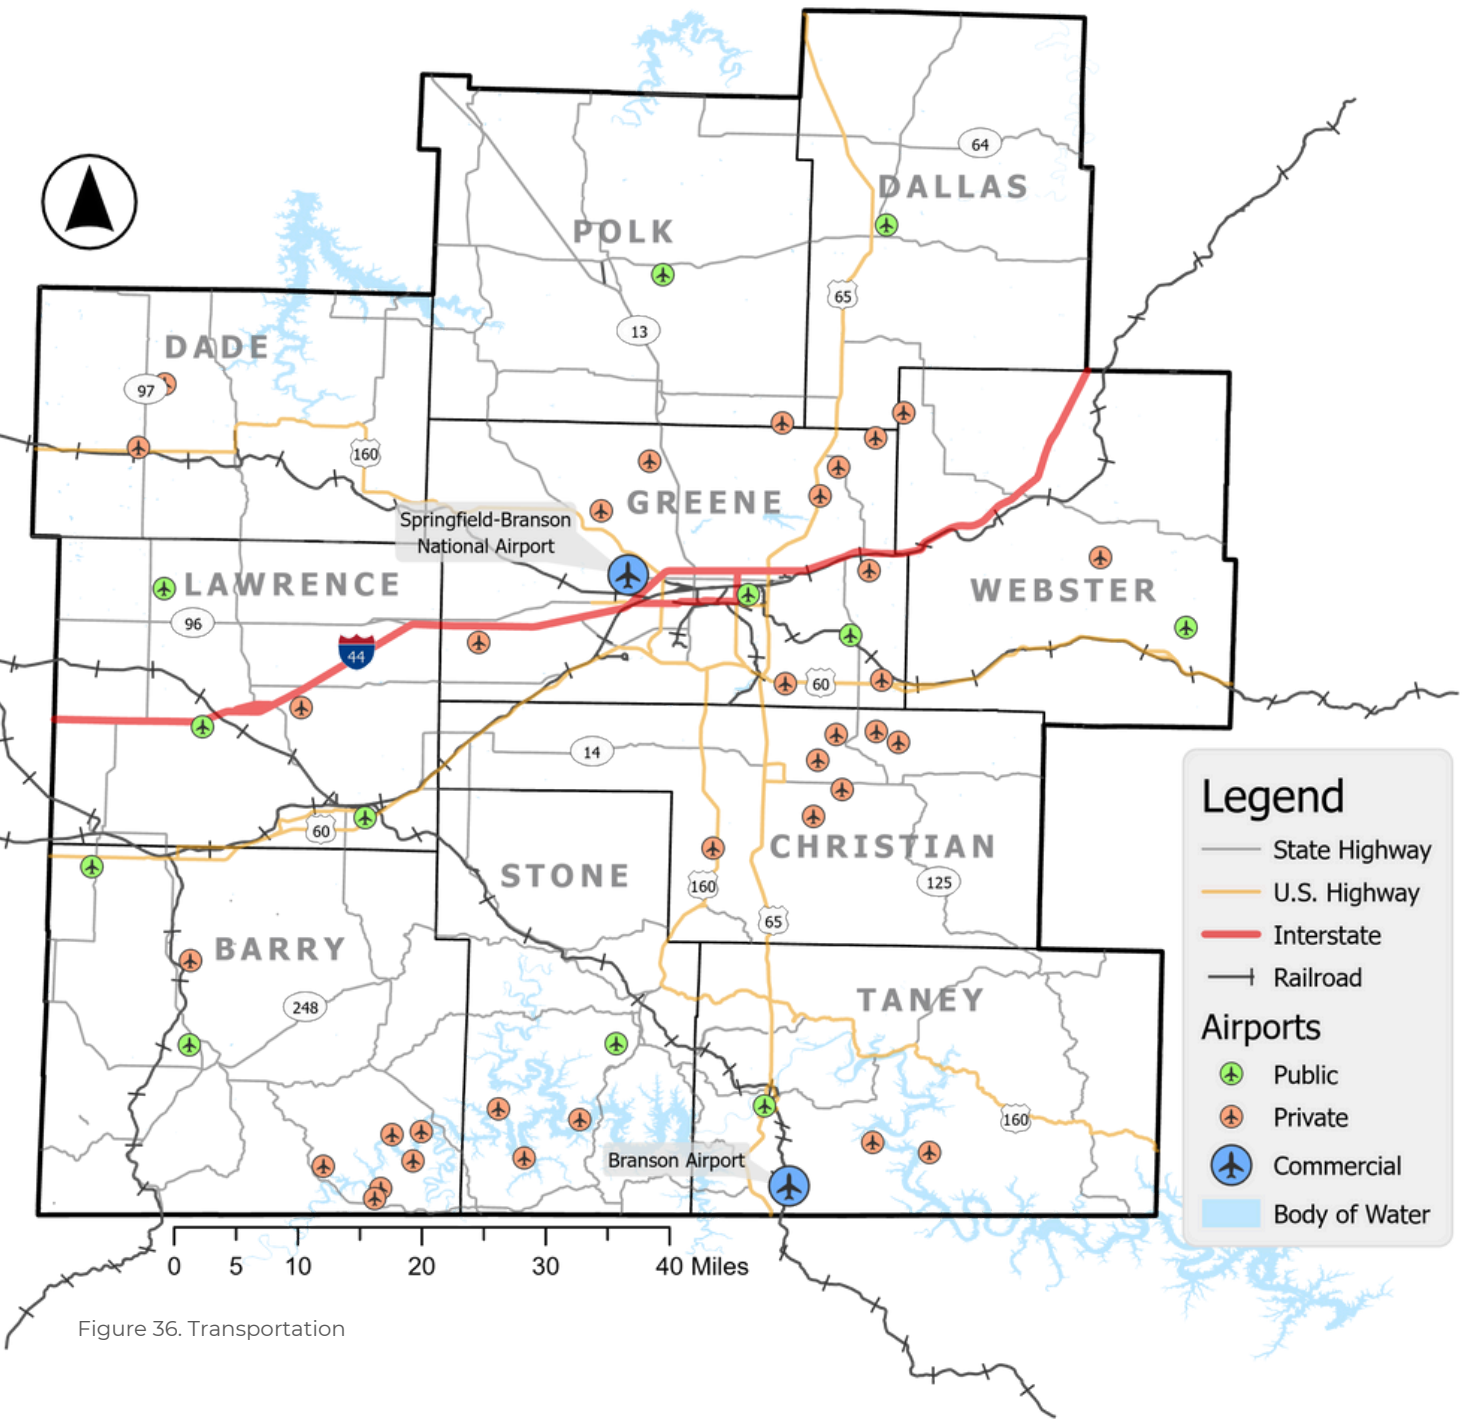 64
DALLAS
POLK
65
13
DADE
97
160
GREENE
Springfield-Branson
National Airport
LAWRENCE
WEBSTER
96
44
60
14
Legend
State Highway
U.S. Highway
Interstate
Railroad
Airports
Public
Private
Commercial
Body of Water
60
CHRISTIAN
STONE
160
125
65
BARRY
TANEY
248
160
Branson Airport
0 5 10 20 30 40 Miles
Figure 36. Transportation